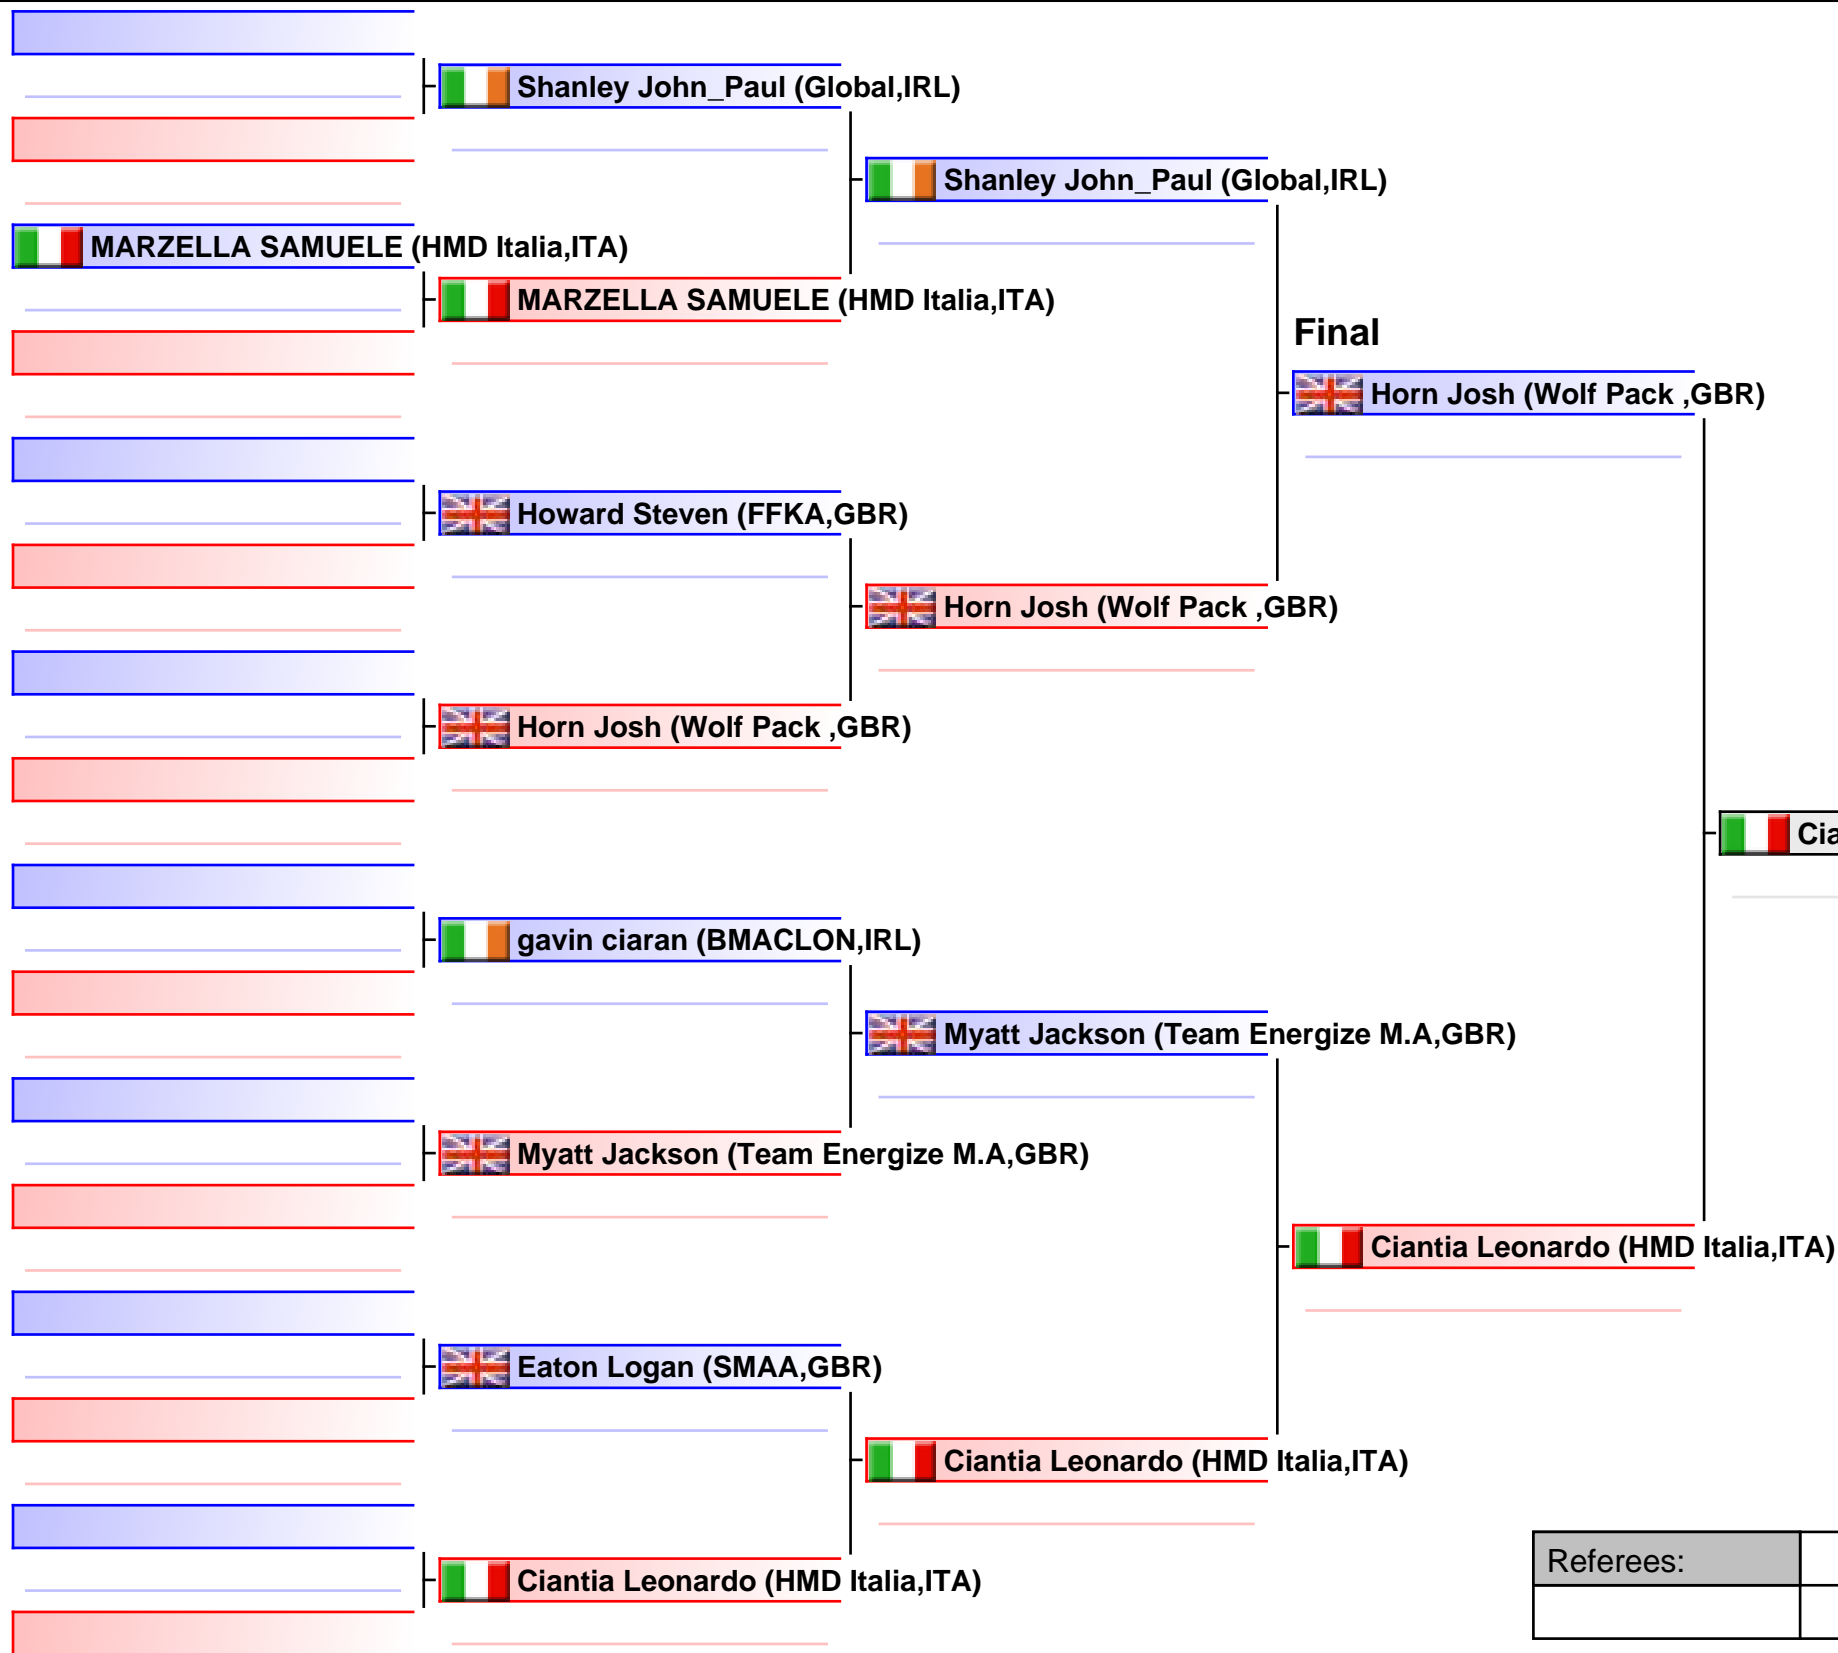 Shanley John_Paul (Global,IRL)
Shanley John_Paul (Global,IRL)
MARZELLA SAMUELE (HMD Italia,ITA)
MARZELLA SAMUELE (HMD Italia,ITA)
Final
Horn Josh (Wolf Pack ,GBR)
Howard Steven (FFKA,GBR)
Horn Josh (Wolf Pack ,GBR)
Horn Josh (Wolf Pack ,GBR)
Cia
gavin ciaran (BMACLON,IRL)
Myatt Jackson (Team Energize M.A,GBR)
Myatt Jackson (Team Energize M.A,GBR)
Ciantia Leonardo (HMD Italia,ITA)
Eaton Logan (SMAA,GBR)
Ciantia Leonardo (HMD Italia,ITA)
Referees:
Ciantia Leonardo (HMD Italia,ITA)